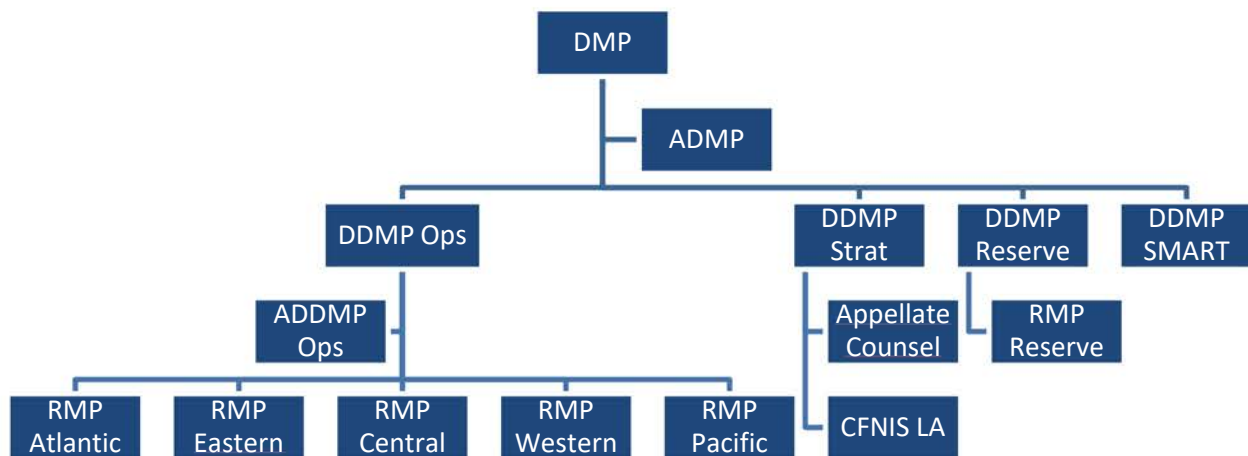 DMP
ADMP
DDMP Ops
DDMP
Strat
DDMP
Reserve
DDMP
SMART
ADDMP
Ops
Appellate
Counsel
RMP
Reserve
RMP
Atlantic
RMP
Eastern
RMP
Central
RMP
Western
RMP
Pacific
CFNIS LA